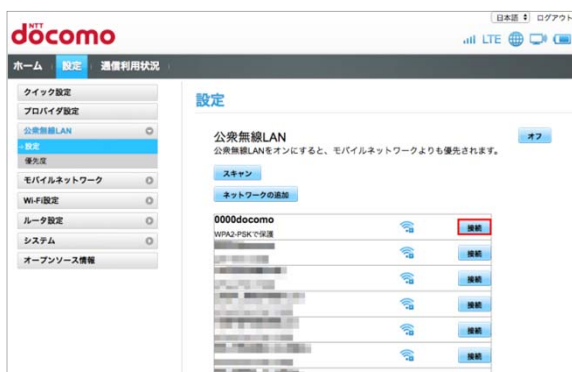 日本語 ログアウト
NTT
döcomo
LTE
ホーム 設定 通信利用状況
クイック設定
プロバイダ設定
公衆無線LAN
設定
優先度
モバイルネットワーク
Wi-Fi設定
ルータ設定
システム
オープンソース情報
設定
公衆無線LAN オフ
公衆無線LANをオンにすると、モバイルネットワークよりも優先されます。
スキャン
ネットワークの追加
0000docomo
WPA2-PSKで保護
接続
接続
接続
接続
接続
接続